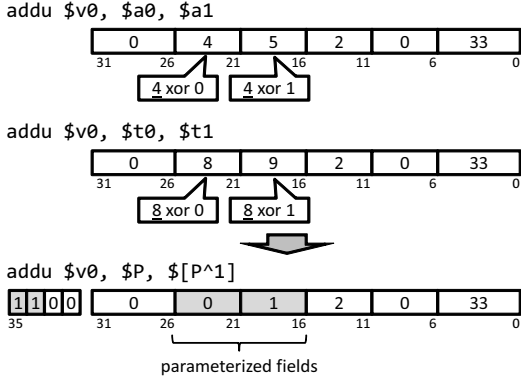 addu $v0, $a0, $a1
0 4 5 2 0 33
31 26 21 16 11 6 0
4 xor 0 4 xor 1
addu $v0, $t0, $t1
0 8 9 2 0 33
31 26 21 16 11 6 0
8 xor 0 8 xor 1
addu $v0, $P, $[P^1]
1 1 0 0 0 0 1 2 0 33
35 31 26 21 16 11 6 0
parameterized fields